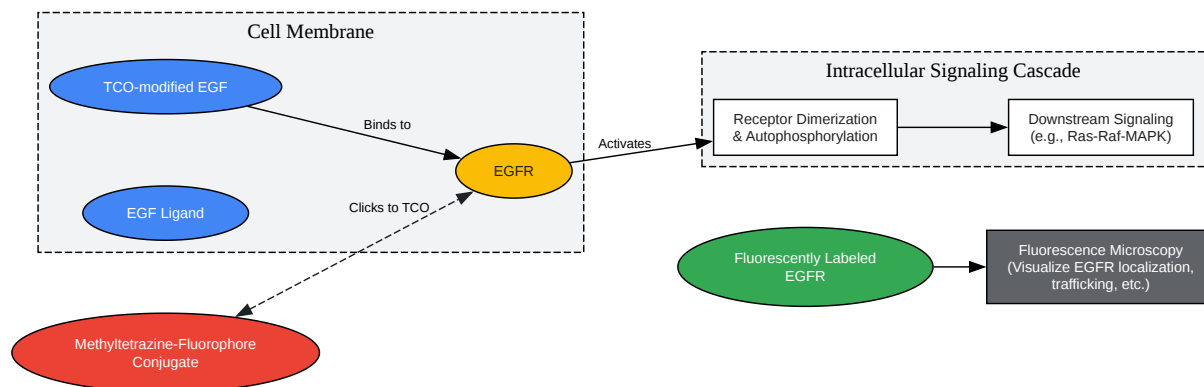 Cell Membrane
TCO-modified EGF
Binds to
EGFR
EGF Ligand
Clicks to TCO
Activates
Intracellular Signaling Cascade
Receptor Dimerization
& Autophosphorylation
Downstream Signaling
(e.g., Ras-Raf-MAPK)
Fluorescently Labeled
EGFR
Fluorescence Microscopy
(Visualize EGFR localization,
trafficking, etc.)
Methyltetrazine-Fluorophore
Conjugate